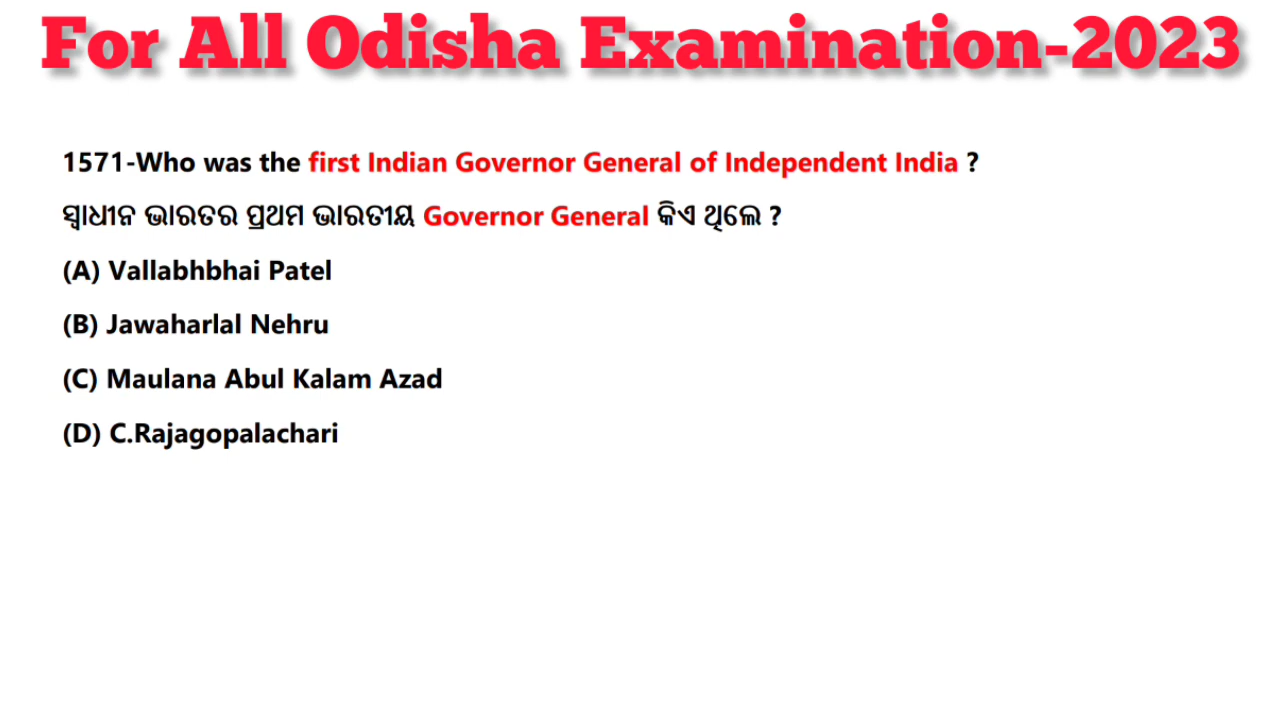 For All Odisha Examination-2023
1571-Who was the first Indian Governor General of Independent India ?
ସ୍ୱାଧୀନ ଭାରତର ପ୍ରଥମ ଭାରତୀୟ Governor General କିଏ ଥିଲେ ?
(A) Vallabhbhai Patel
(B) Jawaharlal Nehru
(C) Maulana Abul Kalam Azad
(D) C.Rajagopalachari